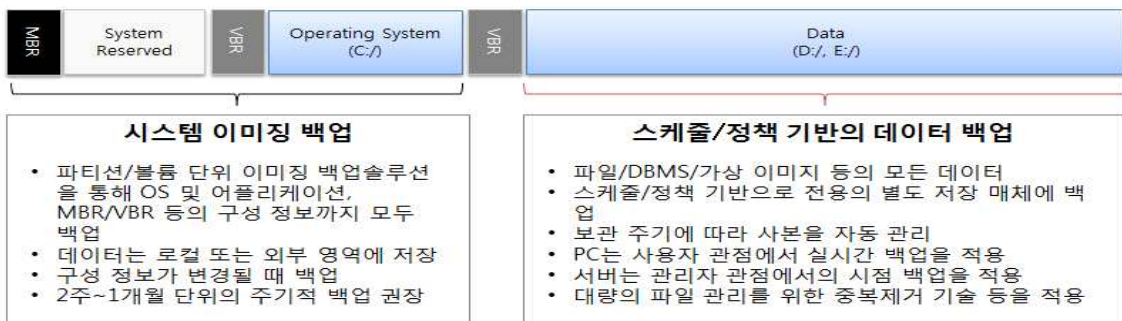 MBR
System
Reserved
VBR
Operating System
(C:/)
VBR
Data
(D:/, E:/)
시스템 이미징 백업
• 파티션/볼륨 단위 이미징 백업솔루션
을 통해 OS 및 어플리케이션,
MBR/VBR 등의 구성 정보까지 모두
백업
• 데이터는 로컬 또는 외부 영역에 저장
• 구성 정보가 변경될 때 백업
• 2주~1개월 단위의 주기적 백업 권장
스케줄/정책 기반의 데이터 백업
• 파일/DBMS/가상 이미지 등의 모든 데이터
• 스케줄/정책 기반으로 전용의 별도 저장 매체에 백
업
• 보관 주기에 따라 사본을 자동 관리
• PC는 사용자 관점에서 실시간 백업을 적용
• 서버는 관리자 관점에서의 시점 백업을 적용
• 대량의 파일 관리를 위한 중복제거 기술 등을 적용